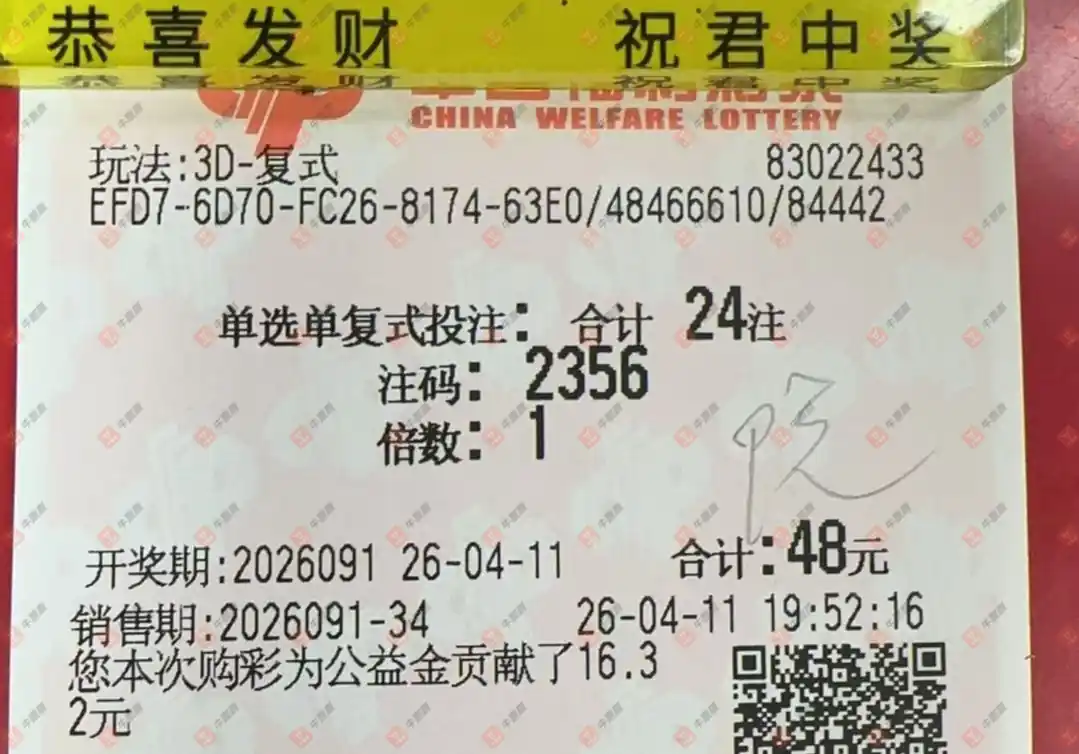 恭喜发财 祝君中奖
CHINA WELFARE LOTTERY
玩法:3D-复式 83022433
EFD7-6D70-FC26-8174-63E0/48466610/84442
单选单复式投注: 合计 24注
注码: 2356
倍数: 1
开奖期:2026091 26-04-11 合计:48元
销售期:2026091-34 26-04-11 19:52:16
您本次购彩为公益金贡献了16.3
2元